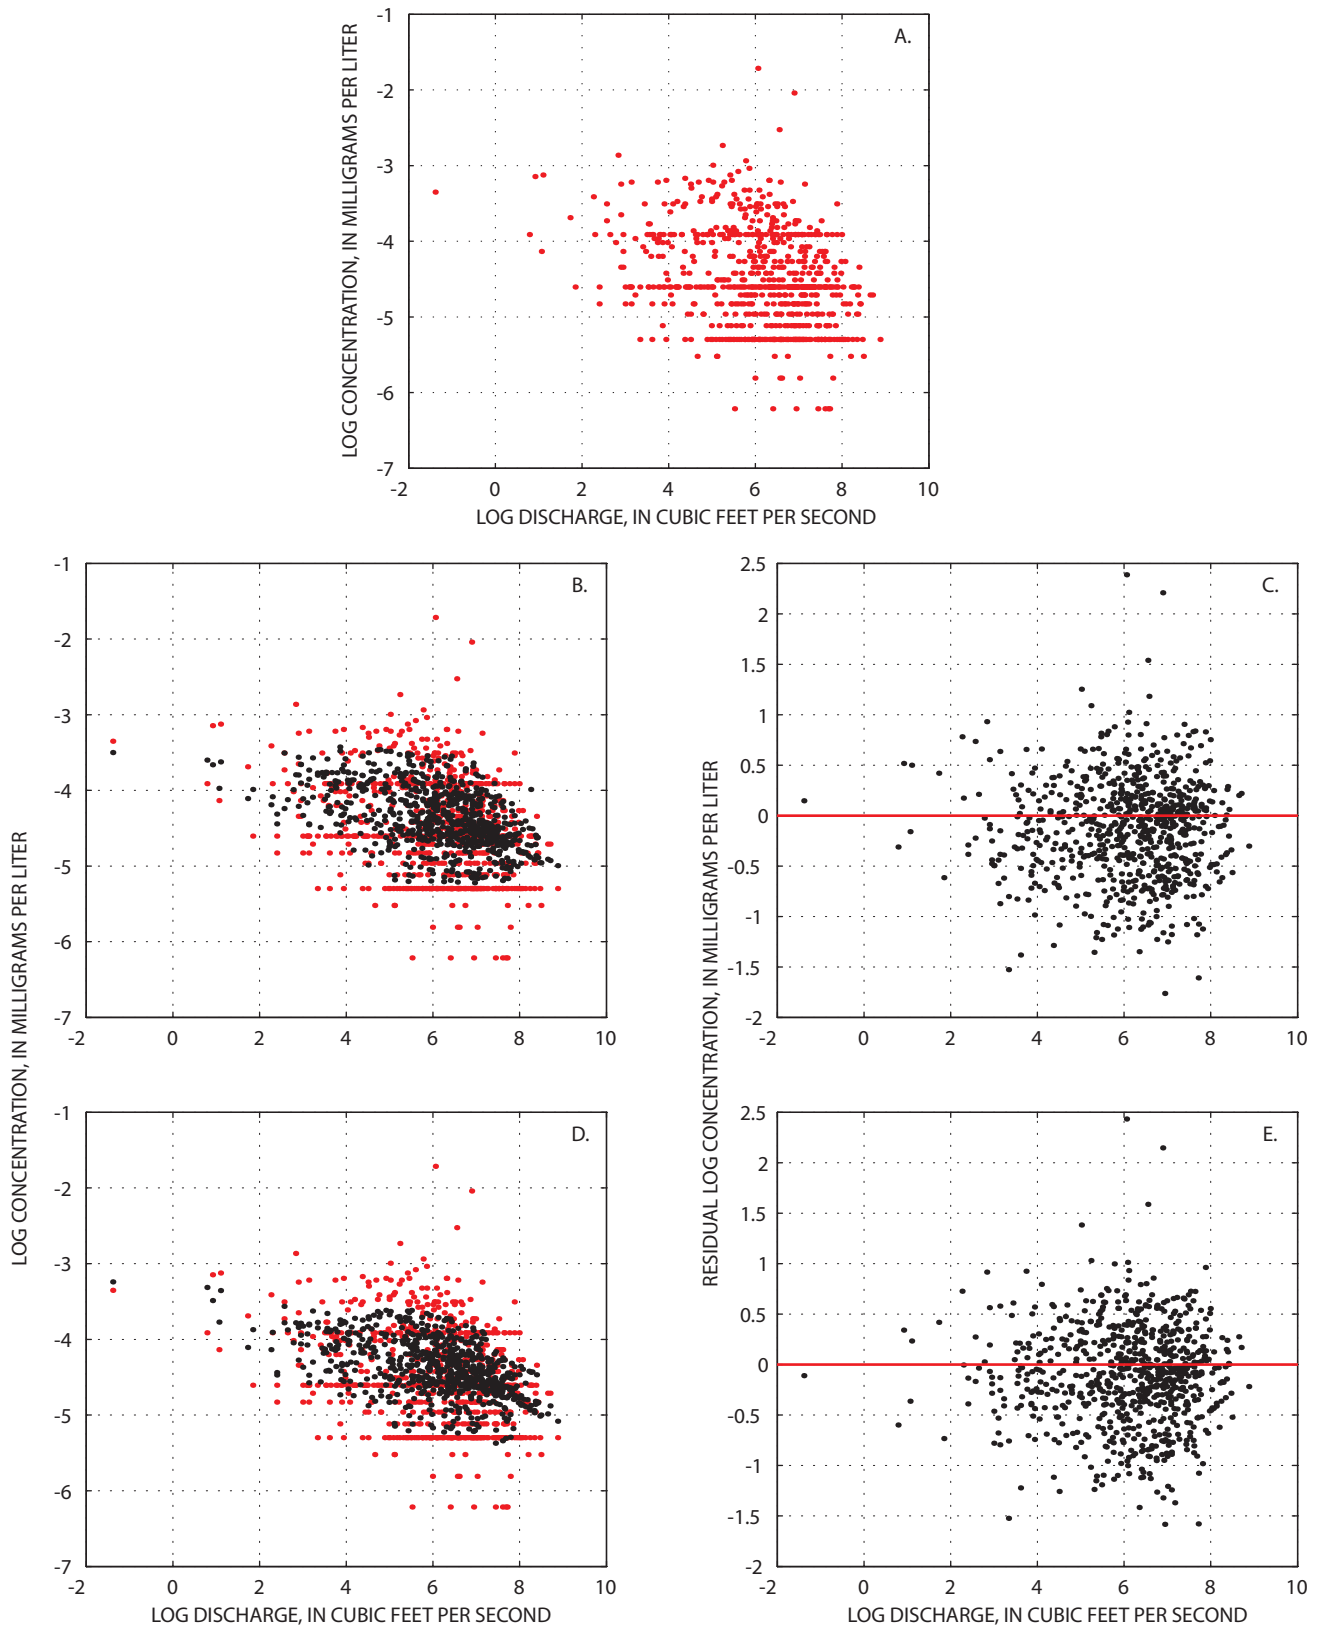 A.
-1
-2
-3
-4
-5
-6
-7
LOG CONCENTRATION, IN MILLIGRAMS PER LITER
-2 0 2 4 6 8 10
LOG DISCHARGE, IN CUBIC FEET PER SECOND
B.
-1
-2
-3
-4
-5
-6
-7
-2 0 2 4 6 8 10
C.
2.5
2
1.5
1
0.5
0
-0.5
-1
-1.5
-2
-2 0 2 4 6 8 10
LOG CONCENTRATION, IN MILLIGRAMS PER LITER
RESIDUAL LOG CONCENTRATION, IN MILLIGRAMS PER LITER
D.
-1
-2
-3
-4
-5
-6
-7
-2 0 2 4 6 8 10
LOG DISCHARGE, IN CUBIC FEET PER SECOND
E.
2.5
2
1.5
1
0.5
0
-0.5
-1
-1.5
-2
-2 0 2 4 6 8 10
LOG DISCHARGE, IN CUBIC FEET PER SECOND